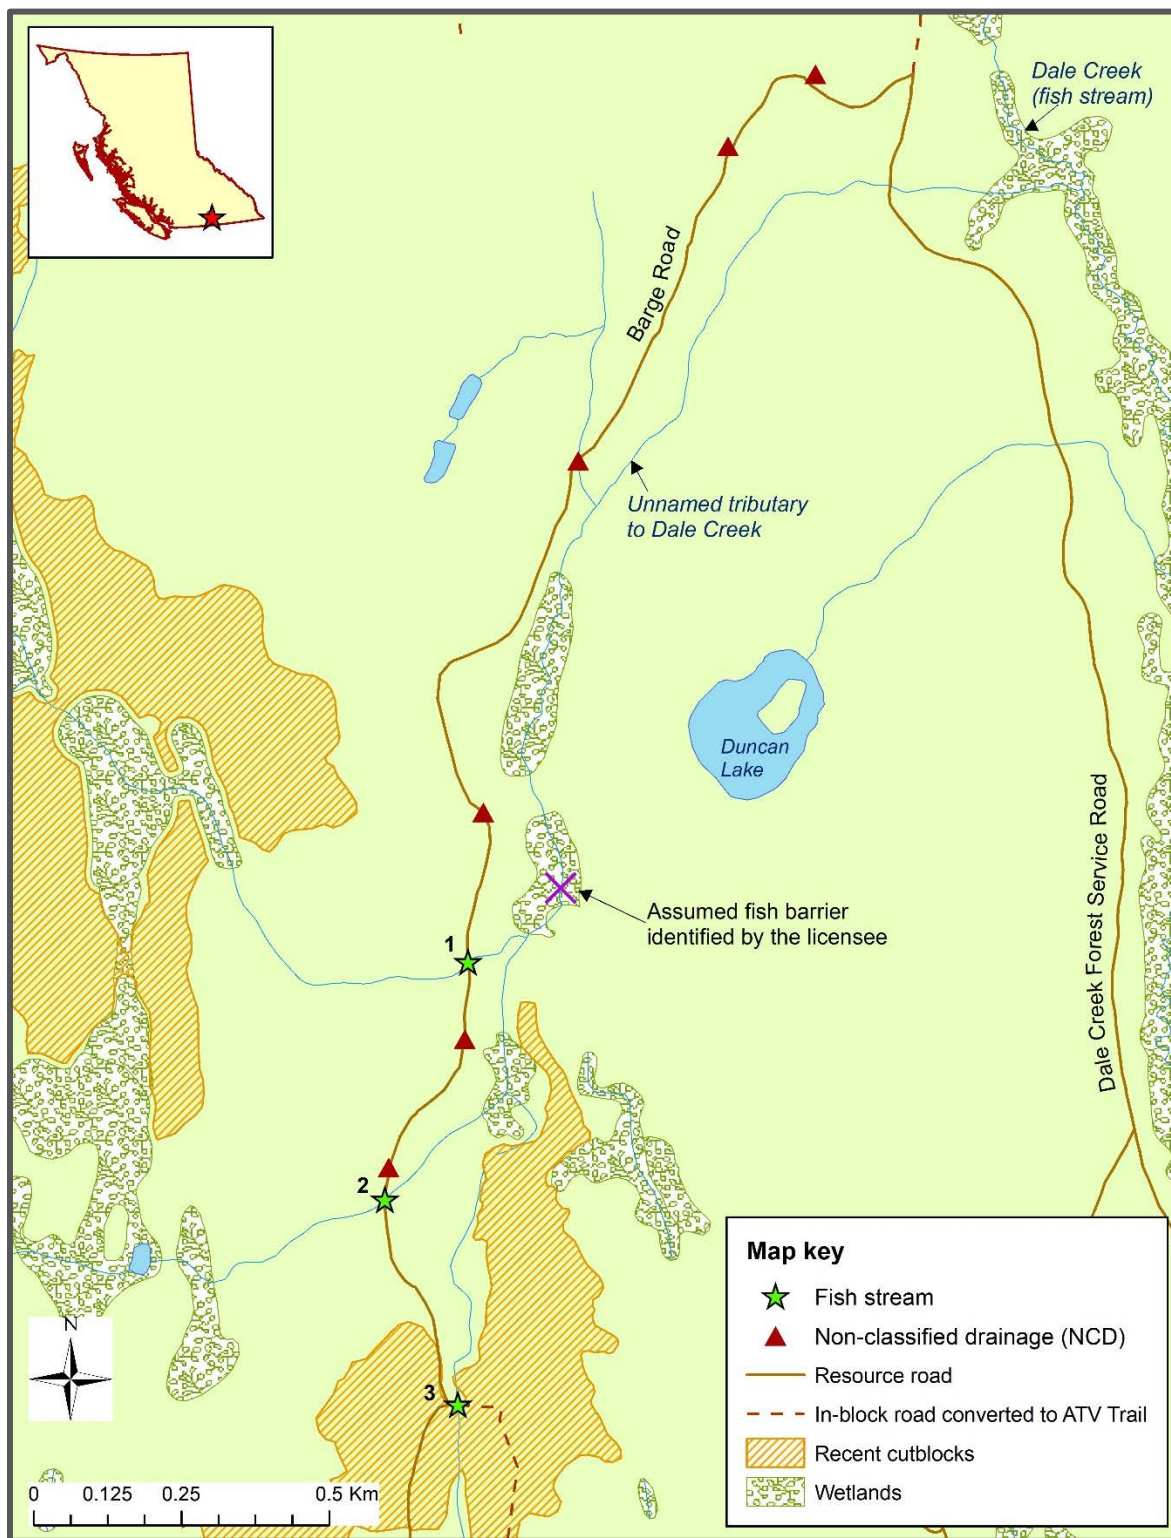 Dale Creek
(fish stream)
Barge Road
Unnamed tributary
to Dale Creek
Duncan
Lake
Assumed fish barrier
identified by the licensee
1
Dale Creek Forest Service Road
2
3
N
0 0.125 0.25 0.5 Km
Map key
Fish stream
Non-classified drainage (NCD)
Resource road
In-block road converted to ATV Trail
Recent cutblocks
Wetlands